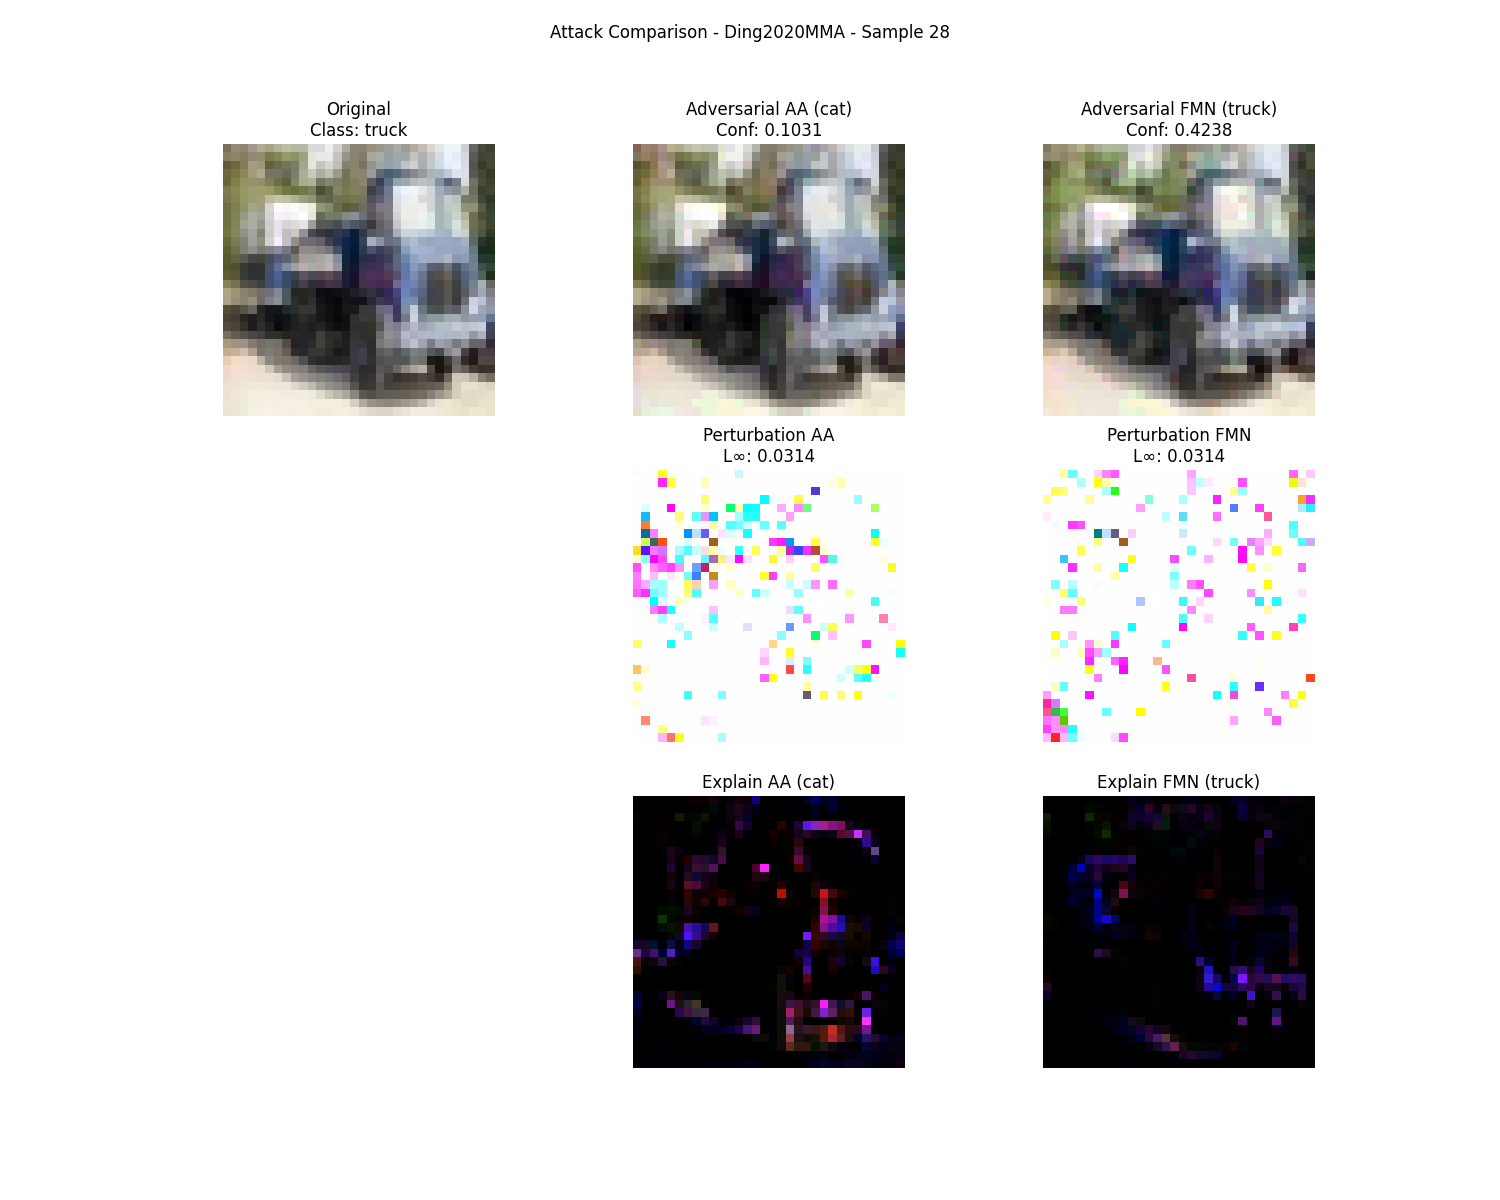 Attack Comparison - Ding2020MMA - Sample 28
Original
Class: truck
Adversarial AA (cat)
Conf: 0.1031
Adversarial FMN (truck)
Conf: 0.4238
Perturbation AA
L∞: 0.0314
Perturbation FMN
L∞: 0.0314
Explain AA (cat)
Explain FMN (truck)